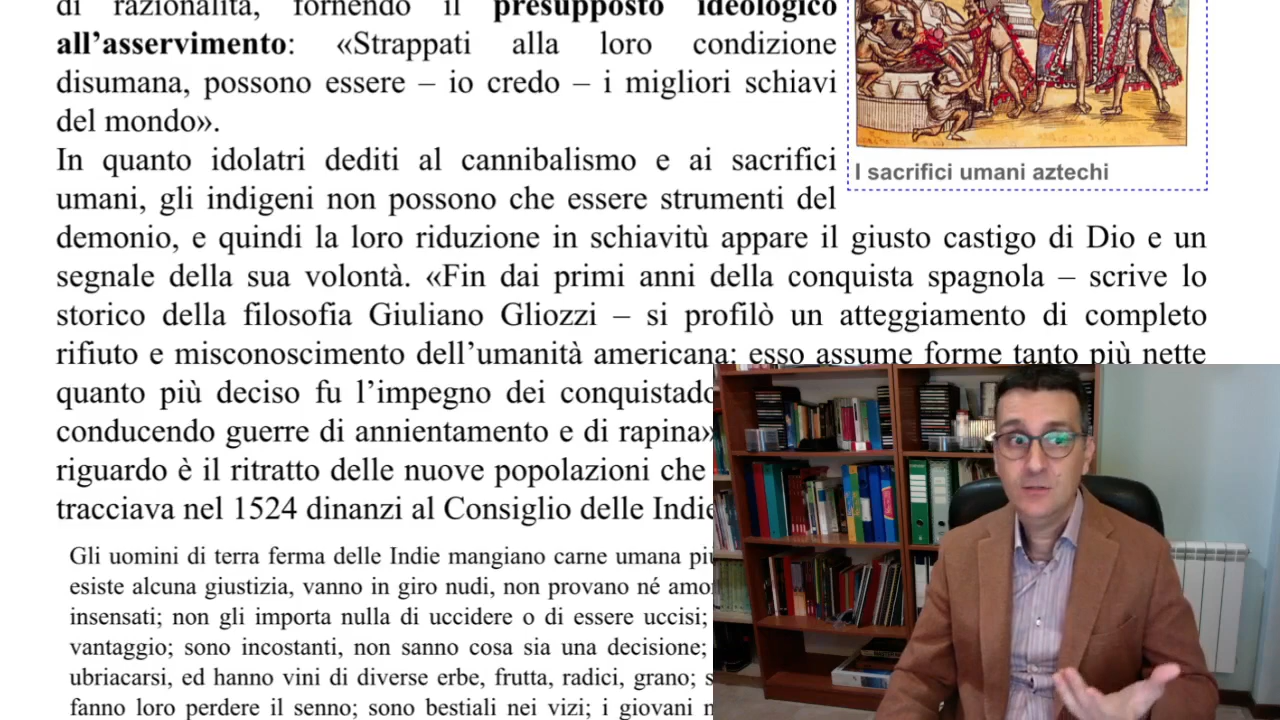 di razionalità, fornendo il presupposto ideologico
all’asservimento: «Strappati alla loro condizione
disumana, possono essere – io credo – i migliori schiavi
del mondo».
I sacrifici umani aztechi
In quanto idolatri dediti al cannibalismo e ai sacrifici
umani, gli indigeni non possono che essere strumenti del
demonio, e quindi la loro riduzione in schiavitù appare il giusto castigo di Dio e un
segnale della sua volontà. «Fin dai primi anni della conquista spagnola – scrive lo
storico della filosofia Giuliano Gliozzi – si profilò un atteggiamento di completo
rifiuto e misconoscimento dell’umanità americana: esso assume forme tanto più nette
quanto più deciso fu l’impegno dei
conducendo guerre di annientamento e di rapina»
riguardo è il ritratto delle nuove popolazioni che
tracciava nel 1524 dinanzi al Consiglio delle Indie
Gli uomini di terra ferma delle Indie mangiano carne umana
esiste alcuna giustizia, vanno in giro nudi, non provano né
insensati; non gli importa nulla di uccidere o di essere uccisi;
vantaggio; sono incostanti, non sanno cosa sia una decisione;
ubriacarsi, ed hanno vini di diverse erbe, frutta, radici, grano;
fanno loro perdere il senno; sono bestiali nei vizi; i giovani